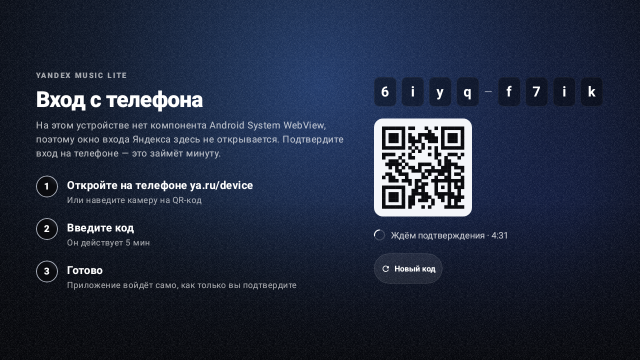 YANDEX MUSIC LITE
Вход с телефона
На этом устройстве нет компонента Android System WebView,
поэтому окно входа Яндекса здесь не открывается. Подтвердите
вход на телефоне — это займёт минуту.
1 Откройте на телефоне ya.ru/device
Или наведите камеру на QR-код
2 Введите код
Он действует 5 мин
3 Готово
Приложение войдёт само, как только вы подтвердите
6 i y q – f 7 i k
Ждём подтверждения · 4:31
Новый код